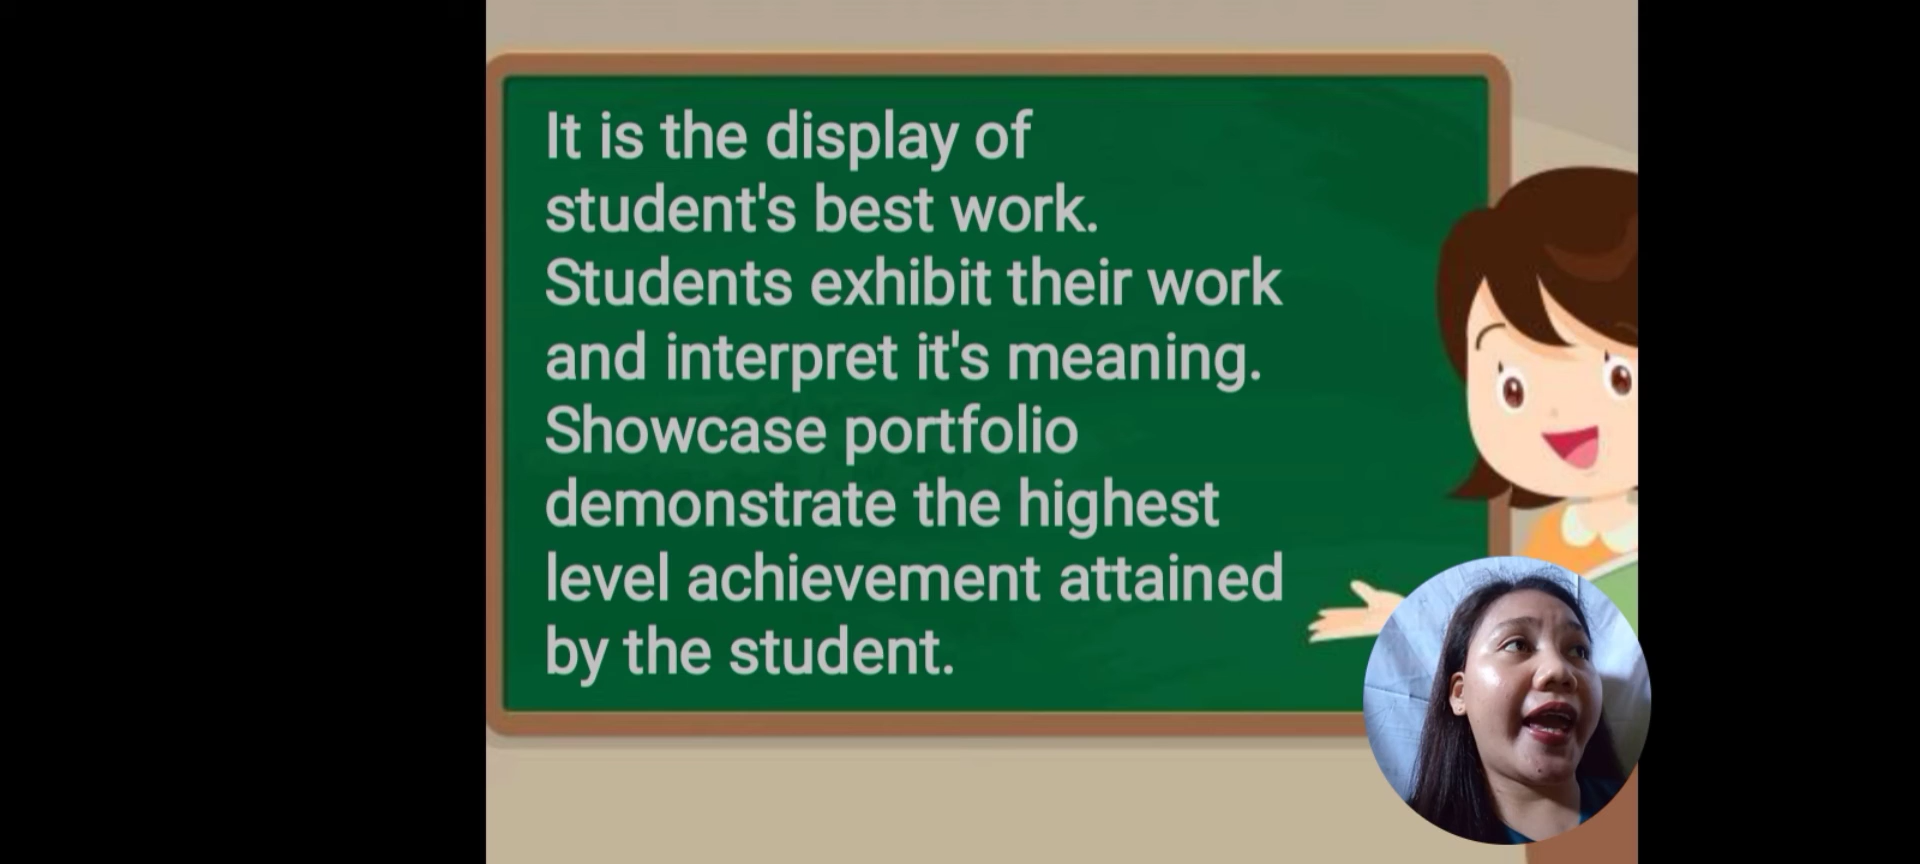 It is the display of
student's best work.
Students exhibit their work
and interpret it's meaning.
Showcase portfolio
demonstrate the highest
level achievement attained
by the student.